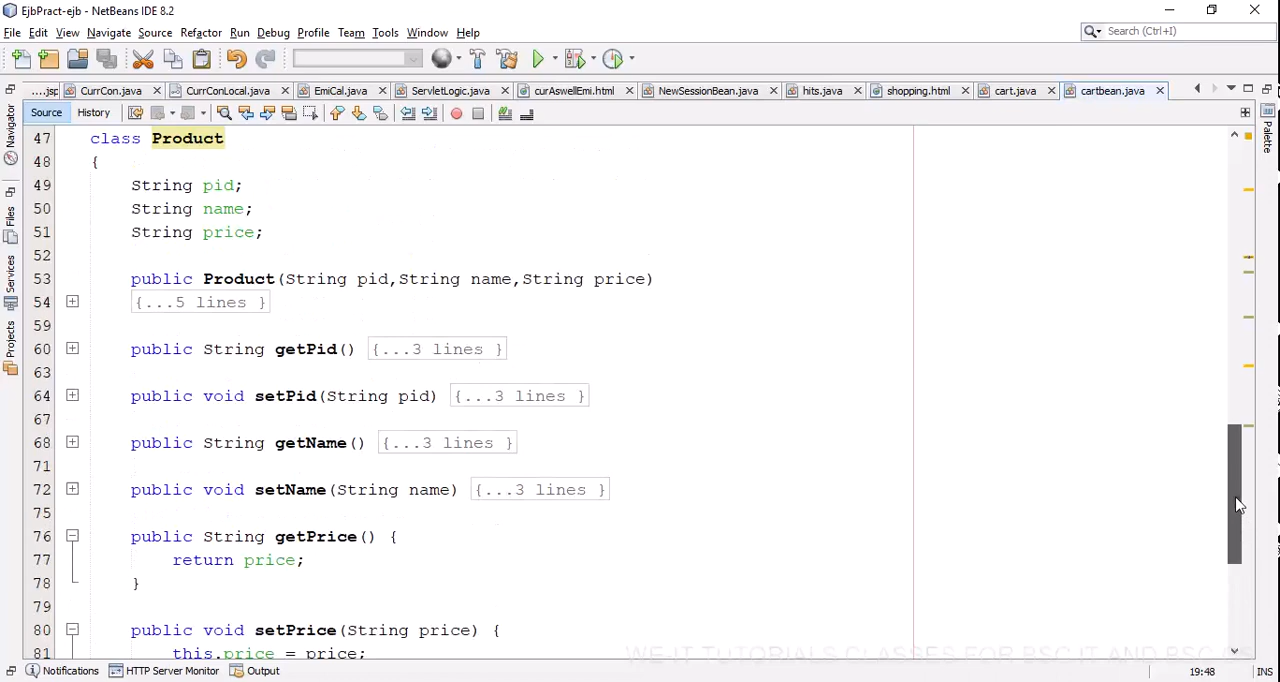 EjbPract-ejb - NetBeans IDE 8.2
File Edit View Navigate Source Refactor Run Debug Profile Team Tools Window Help
Search (Ctrl+I)
....jsp CurrCon.java CurrConLocal.java EmiCal.java ServletLogic.java curAswellEmi.html NewSessionBean.java hits.java shopping.html cart.java cartbean.java
Source History
Navigator
Files
Services
Projects
Palette
47 class Product
48 {
49 String pid;
50 String name;
51 String price;
52
53 public Product(String pid,String name,String price)
54 {...5 lines }
59
60 public String getPid() {...3 lines }
63
64 public void setPid(String pid) {...3 lines }
67
68 public String getName() {...3 lines }
71
72 public void setName(String name) {...3 lines }
75
76 public String getPrice() {
77 return price;
78 }
79
80 public void setPrice(String price) {
81 this.price = price;
WE-IT TUTORIALS CLASSES FOR BSC IT AND BSC CS
Notifications HTTP Server Monitor Output
19:48 INS